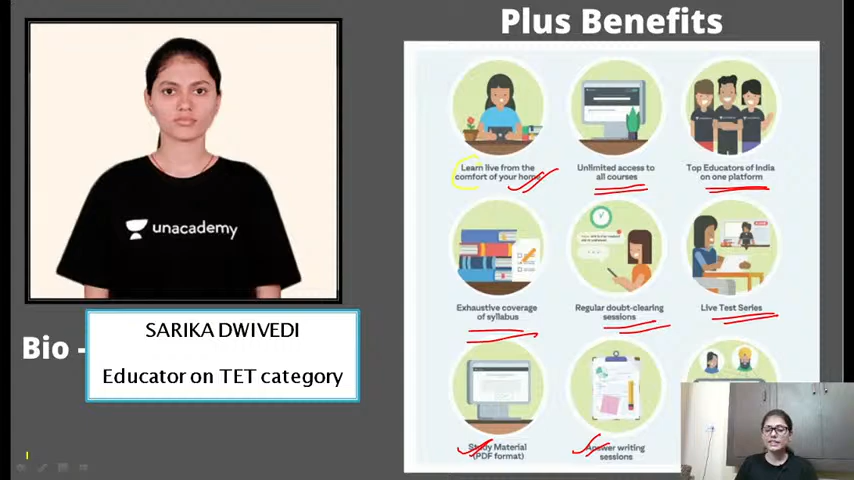 Plus Benefits
unacademy
Learn live from the
comfort of your home
Unlimited access to
all courses
Top Educators of India
on one platform
Exhaustive coverage
of syllabus
Regular doubt-clearing
sessions
Live Test Series
Bio -
SARIKA DWIVEDI
Educator on TET category
Study Material
(PDF format)
Answer writing
sessions